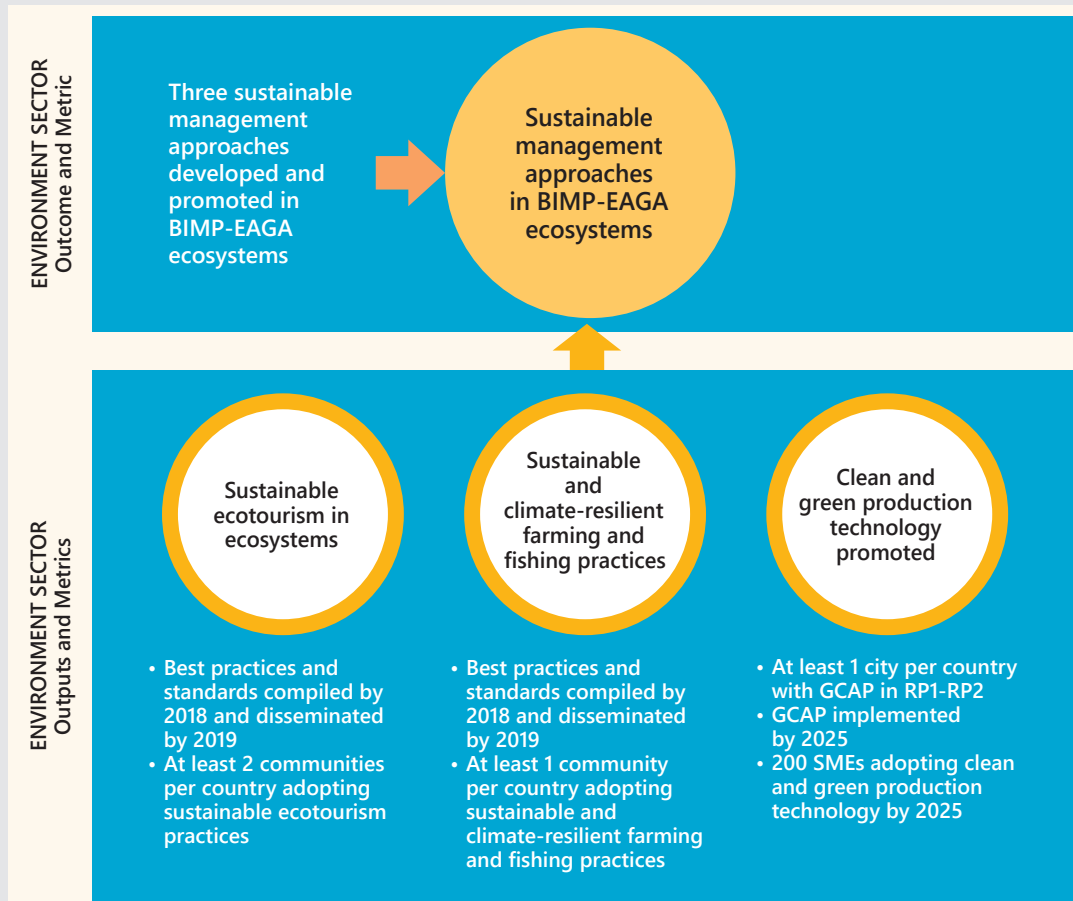 ENVIRONMENT SECTOR
Outcome and Metric
Three sustainable
management
approaches
developed and
promoted in
BIMP-EAGA
ecosystems
Sustainable
management
approaches
in BIMP-EAGA
ecosystems
ENVIRONMENT SECTOR
Outputs and Metrics
Sustainable
ecotourism in
ecosystems
• Best practices and
standards compiled by
2018 and disseminated
by 2019
• At least 2 communities
per country adopting
sustainable ecotourism
practices
Sustainable
and
climate-resilient
farming and
fishing practices
• Best practices and
standards compiled by
2018 and disseminated
by 2019
• At least 1 community
per country adopting
sustainable and
climate-resilient farming
and fishing practices
Clean and
green production
technology
promoted
• At least 1 city per country
with GCAP in RP1-RP2
• GCAP implemented
by 2025
• 200 SMEs adopting clean
and green production
technology by 2025